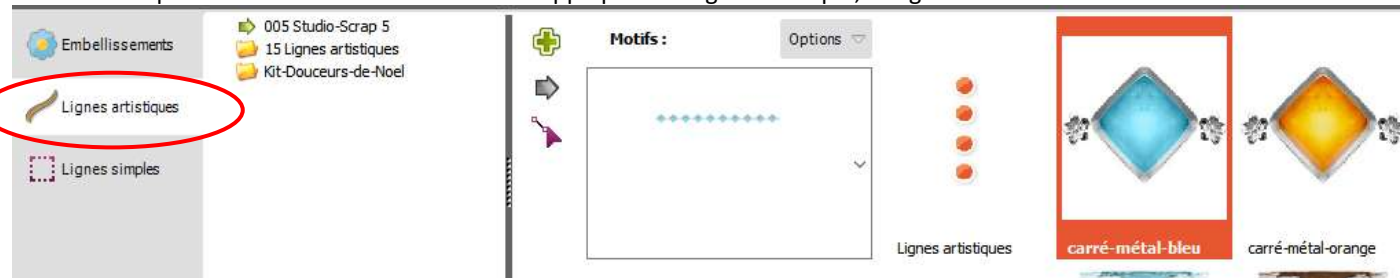 Embellissements
Lignes artistiques
Lignes simples
005 Studio-Scrap 5
15 Lignes artistiques
Kit-Douceurs-de-Noel
Motifs :
Options
Lignes artistiques
carré-métal-bleu
carré-métal-orange